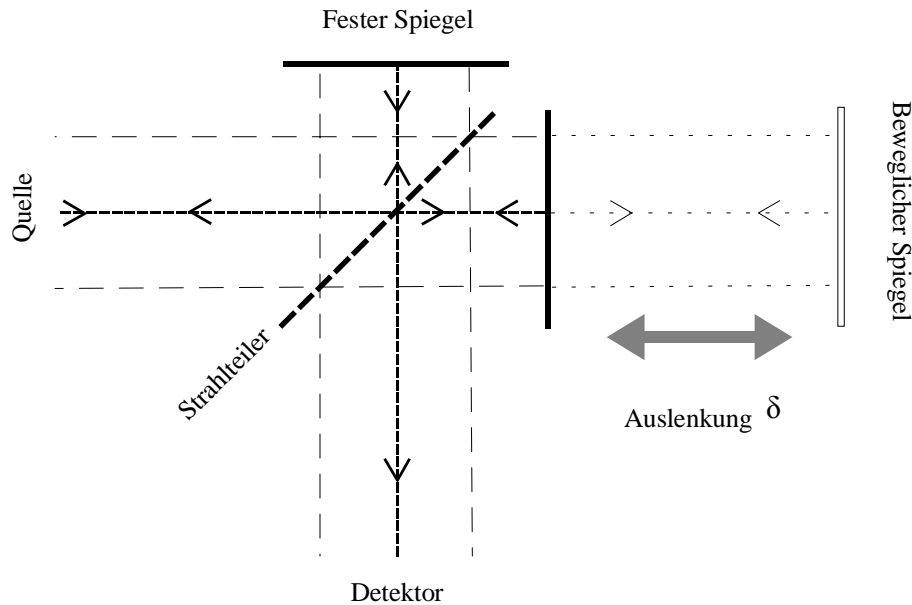 Fester Spiegel
Quelle
Beweglicher Spiegel
Strahlteiler
Auslenkung δ
Detektor